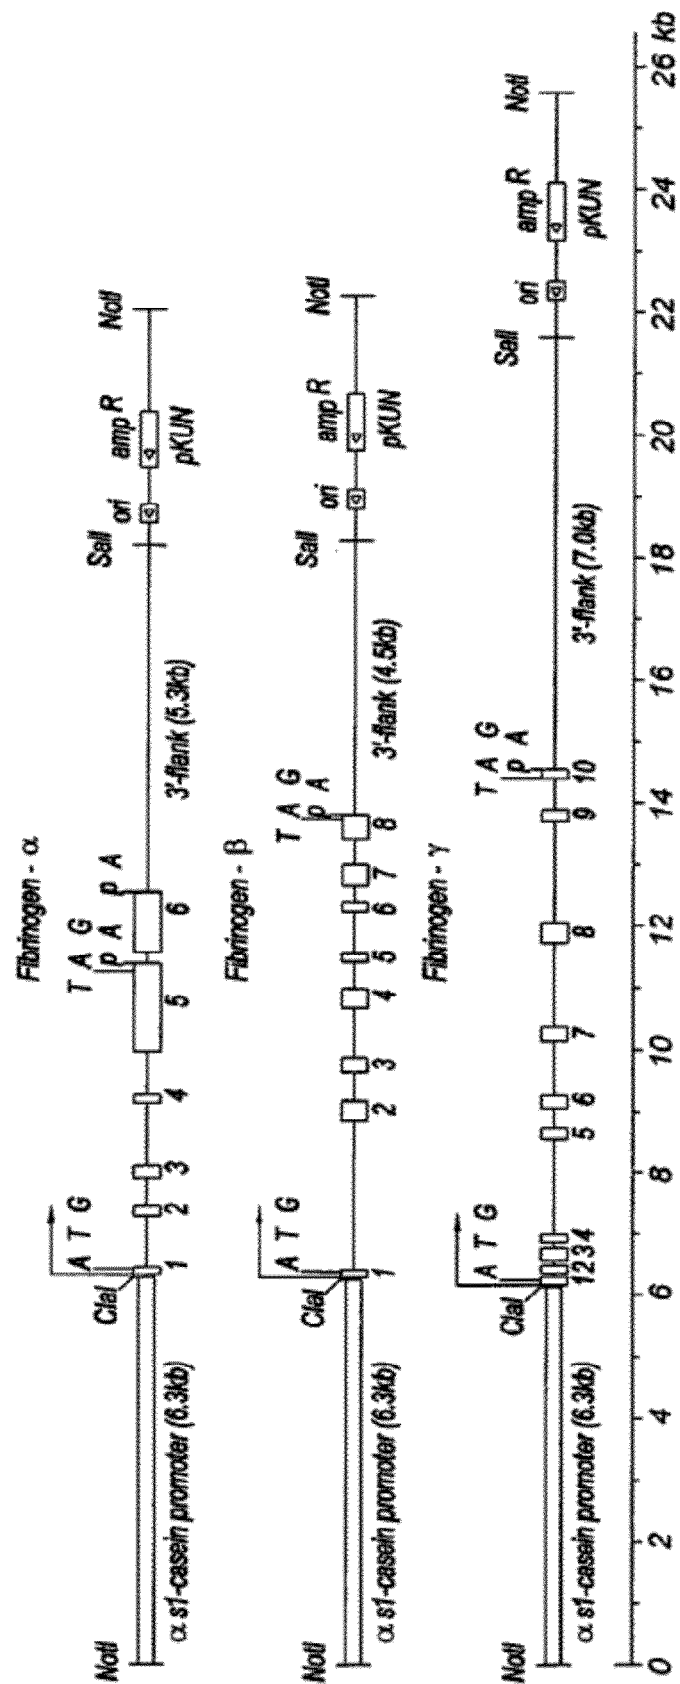 Fibrinogen - α
NotI ClaI A T G T A G p A p A SalI ori amp R NotI
1 2 3 4 5 6
α s1-casein promoter (6.3kb) 3'-flank (5.3kb) pKUN
Fibrinogen - β
NotI ClaI A T G T A G p A SalI ori amp R NotI
1 2 3 4 5 6 7 8
α s1-casein promoter (6.3kb) 3'-flank (4.5kb) pKUN
Fibrinogen - γ
NotI ClaI A T G T A G p A SalI ori amp R NotI
1 2 3 4 5 6 7 8 9 10
α s1-casein promoter (6.3kb) 3'-flank (7.0kb) pKUN
0 2 4 6 8 10 12 14 16 18 20 22 24 26 kb